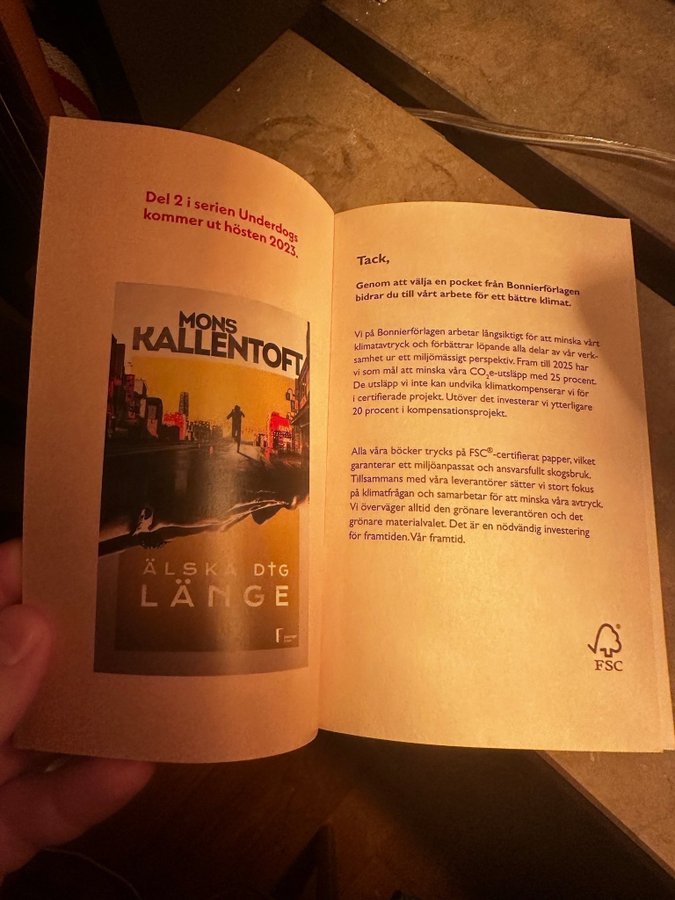 Del 2 i serien Underdogs
kommer ut hösten 2023.
MONS
KALLENTOFT
ÄLSKA DIG
LÄNGE
Tack,
Genom att välja en pocket från Bonnierförlagen
bidrar du till vårt arbete för ett bättre klimat.
Vi på Bonnierförlagen arbetar långsiktigt för att minska vårt
klimatavtryck och förbättrar löpande alla delar av vår verk-
samhet ur ett miljömässigt perspektiv. Fram till 2025 har
vi som mål att minska våra CO₂e-utsläpp med 25 procent.
De utsläpp vi inte kan undvika klimatkompenserar vi för
i certifierade projekt. Utöver det investerar vi ytterligare
20 procent i kompensationsprojekt.
Alla våra böcker trycks på FSC®-certifierat papper, vilket
garanterar ett miljöanpassat och ansvarsfullt skogsbruk.
Tillsammans med våra leverantörer sätter vi stort fokus
på klimatfrågan och samarbetar för att minska våra avtryck.
Vi överväger alltid den grönare leverantören och det
grönare materialvalet. Det är en nödvändig investering
för framtiden. Vår framtid.
®
FSC